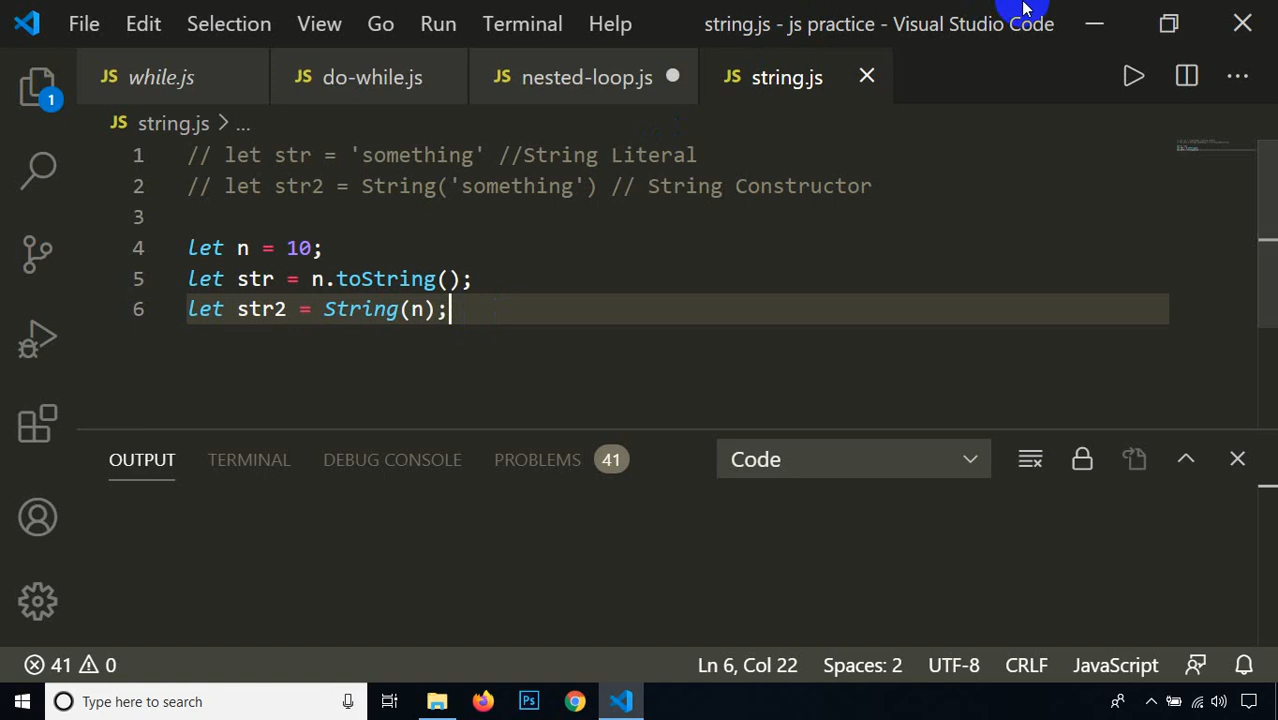 File Edit Selection View Go Run Terminal Help string.js - js practice - Visual Studio Code
JS while.js JS do-while.js JS nested-loop.js JS string.js
1
JS string.js > ...
1 // let str = 'something' //String Literal
2 // let str2 = String('something') // String Constructor
3
4 let n = 10;
5 let str = n.toString();
6 let str2 = String(n);
OUTPUT TERMINAL DEBUG CONSOLE PROBLEMS 41 Code
41 0 Ln 6, Col 22 Spaces: 2 UTF-8 CRLF JavaScript
Type here to search Ps